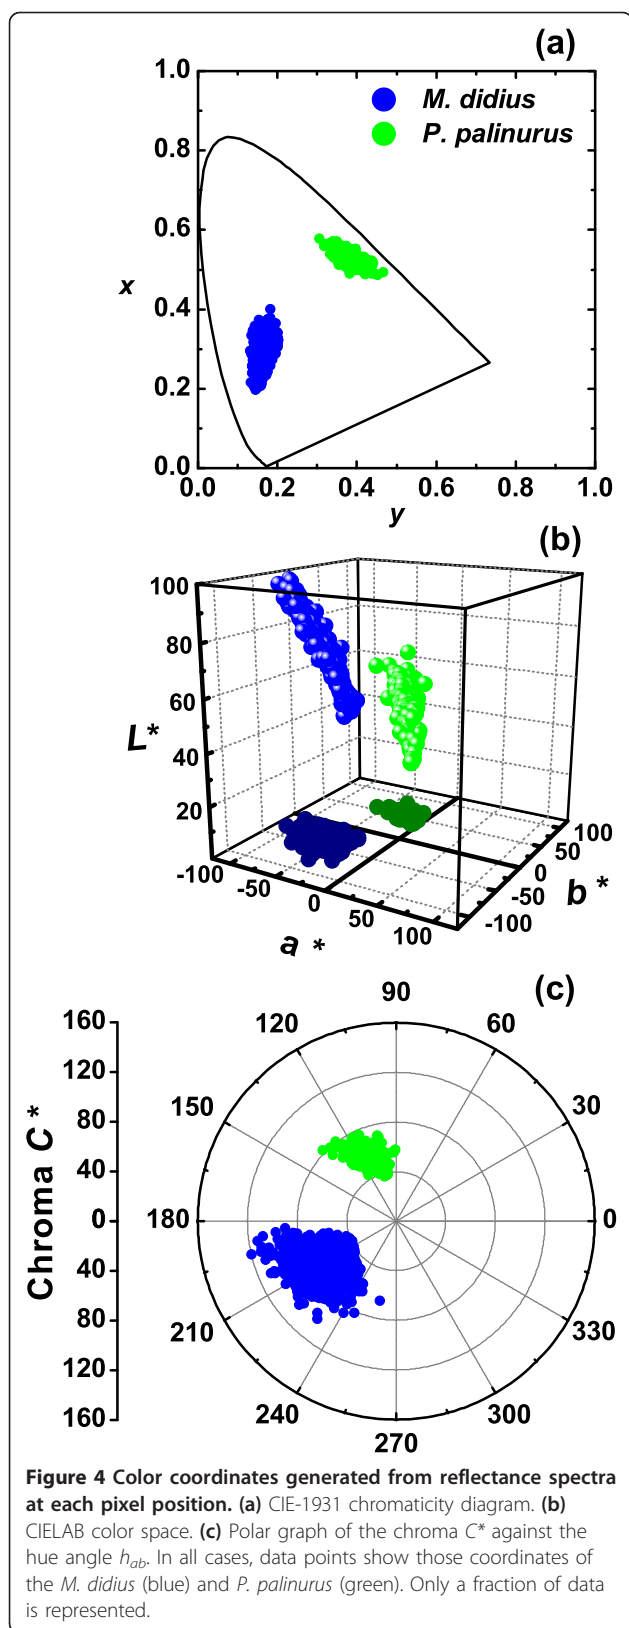 (a)
1.0
M. didius
P. palinurus
0.8
0.6
x
0.4
0.2
0.0
0.0 0.2 0.4 0.6 0.8 1.0
y
(b)
100
80
60
L*
40
20
-100 -50 0 50 100
a *
100
50
0
-50
-100
b *
(c)
90
120 60
150 30
180 0
210 330
240 300
270
160
120
80
40
0
40
80
120
160
Chroma C*
Figure 4 Color coordinates generated from reflectance spectra
at each pixel position. (a) CIE-1931 chromaticity diagram. (b)
CIELAB color space. (c) Polar graph of the chroma C* against the
hue angle hab. In all cases, data points show those coordinates of
the M. didius (blue) and P. palinurus (green). Only a fraction of data
is represented.